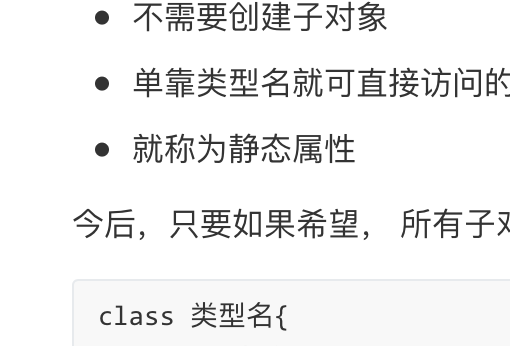 不需要创建子对象
单靠类型名就可直接访问的
就称为静态属性
今后，只要如果希望， 所有子
class 类型名{